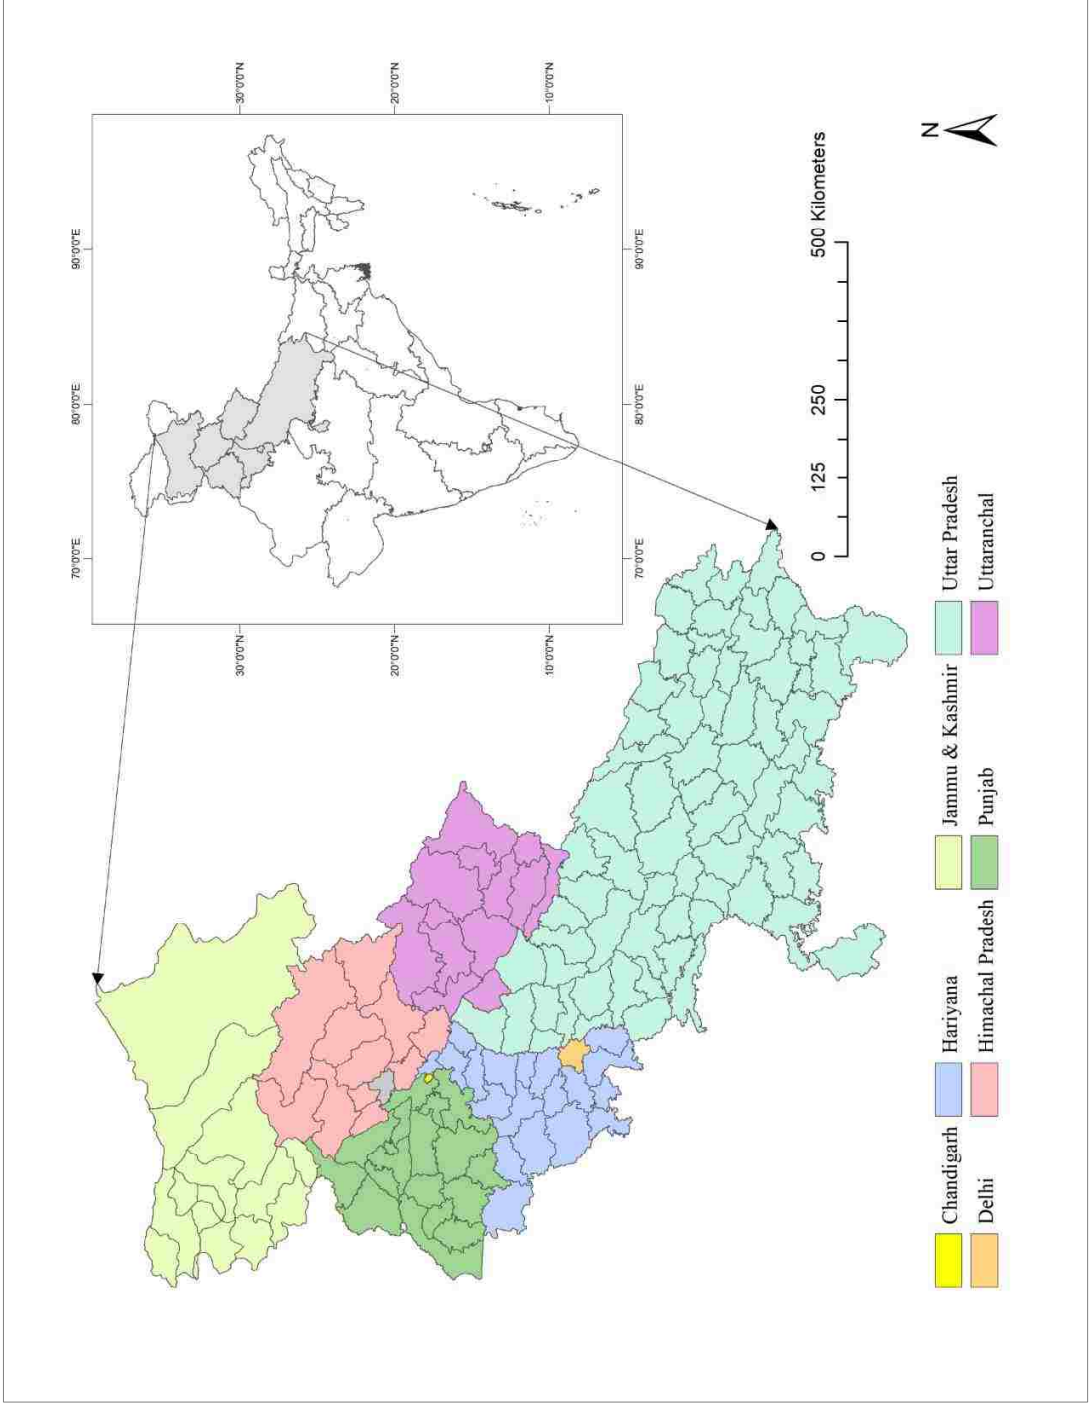 70°0'0"E 80°0'0"E 90°0'0"E
30°0'0"N 30°0'0"N
20°0'0"N 20°0'0"N
10°0'0"N 10°0'0"N
70°0'0"E 80°0'0"E 90°0'0"E
0 125 250 500 Kilometers
N
Chandigarh Hariyana Jammu & Kashmir Uttar Pradesh
Delhi Himachal Pradesh Punjab Uttaranchal